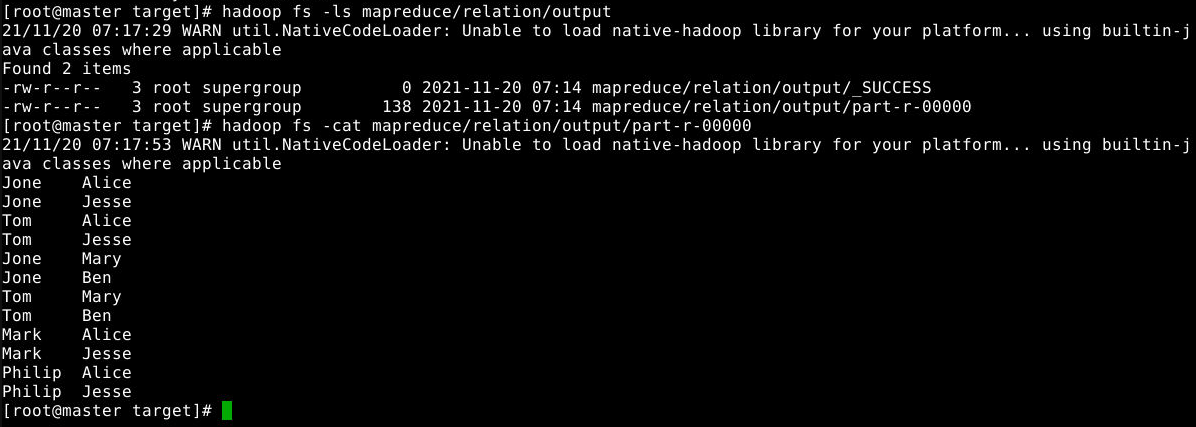 [root@master target]# hadoop fs -ls mapreduce/relation/output
21/11/20 07:17:29 WARN util.NativeCodeLoader: Unable to load native-hadoop library for your platform... using builtin-j
ava classes where applicable
Found 2 items
-rw-r--r--   3 root supergroup          0 2021-11-20 07:14 mapreduce/relation/output/_SUCCESS
-rw-r--r--   3 root supergroup        138 2021-11-20 07:14 mapreduce/relation/output/part-r-00000
[root@master target]# hadoop fs -cat mapreduce/relation/output/part-r-00000
21/11/20 07:17:53 WARN util.NativeCodeLoader: Unable to load native-hadoop library for your platform... using builtin-j
ava classes where applicable
Jone    Alice
Jone    Jesse
Tom     Alice
Tom     Jesse
Jone    Mary
Jone    Ben
Tom     Mary
Tom     Ben
Mark    Alice
Mark    Jesse
Philip  Alice
Philip  Jesse
[root@master target]#